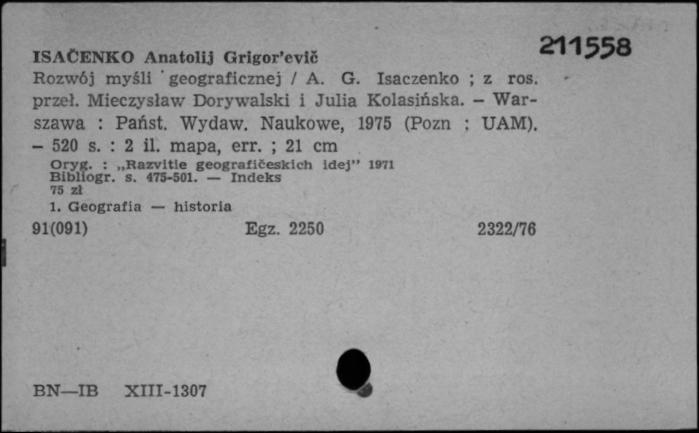 211558
ISAČENKO Anatolij Grigor'evič
Rozwój myśli geograficznej / A. G. Isaczenko ; z ros.
przeł. Mieczysław Dorywalski i Julia Kolasińska. – War-
szawa : Państ. Wydaw. Naukowe, 1975 (Pozn ; UAM).
– 520 s. : 2 il. mapa, err. ; 21 cm
Oryg. : „Razvitie geografičeskich idej" 1971
Bibliogr. s. 475-501. — Indeks
75 zł
1. Geografia — historia
91(091) Egz. 2250 2322/76
BN—IB XIII-1307